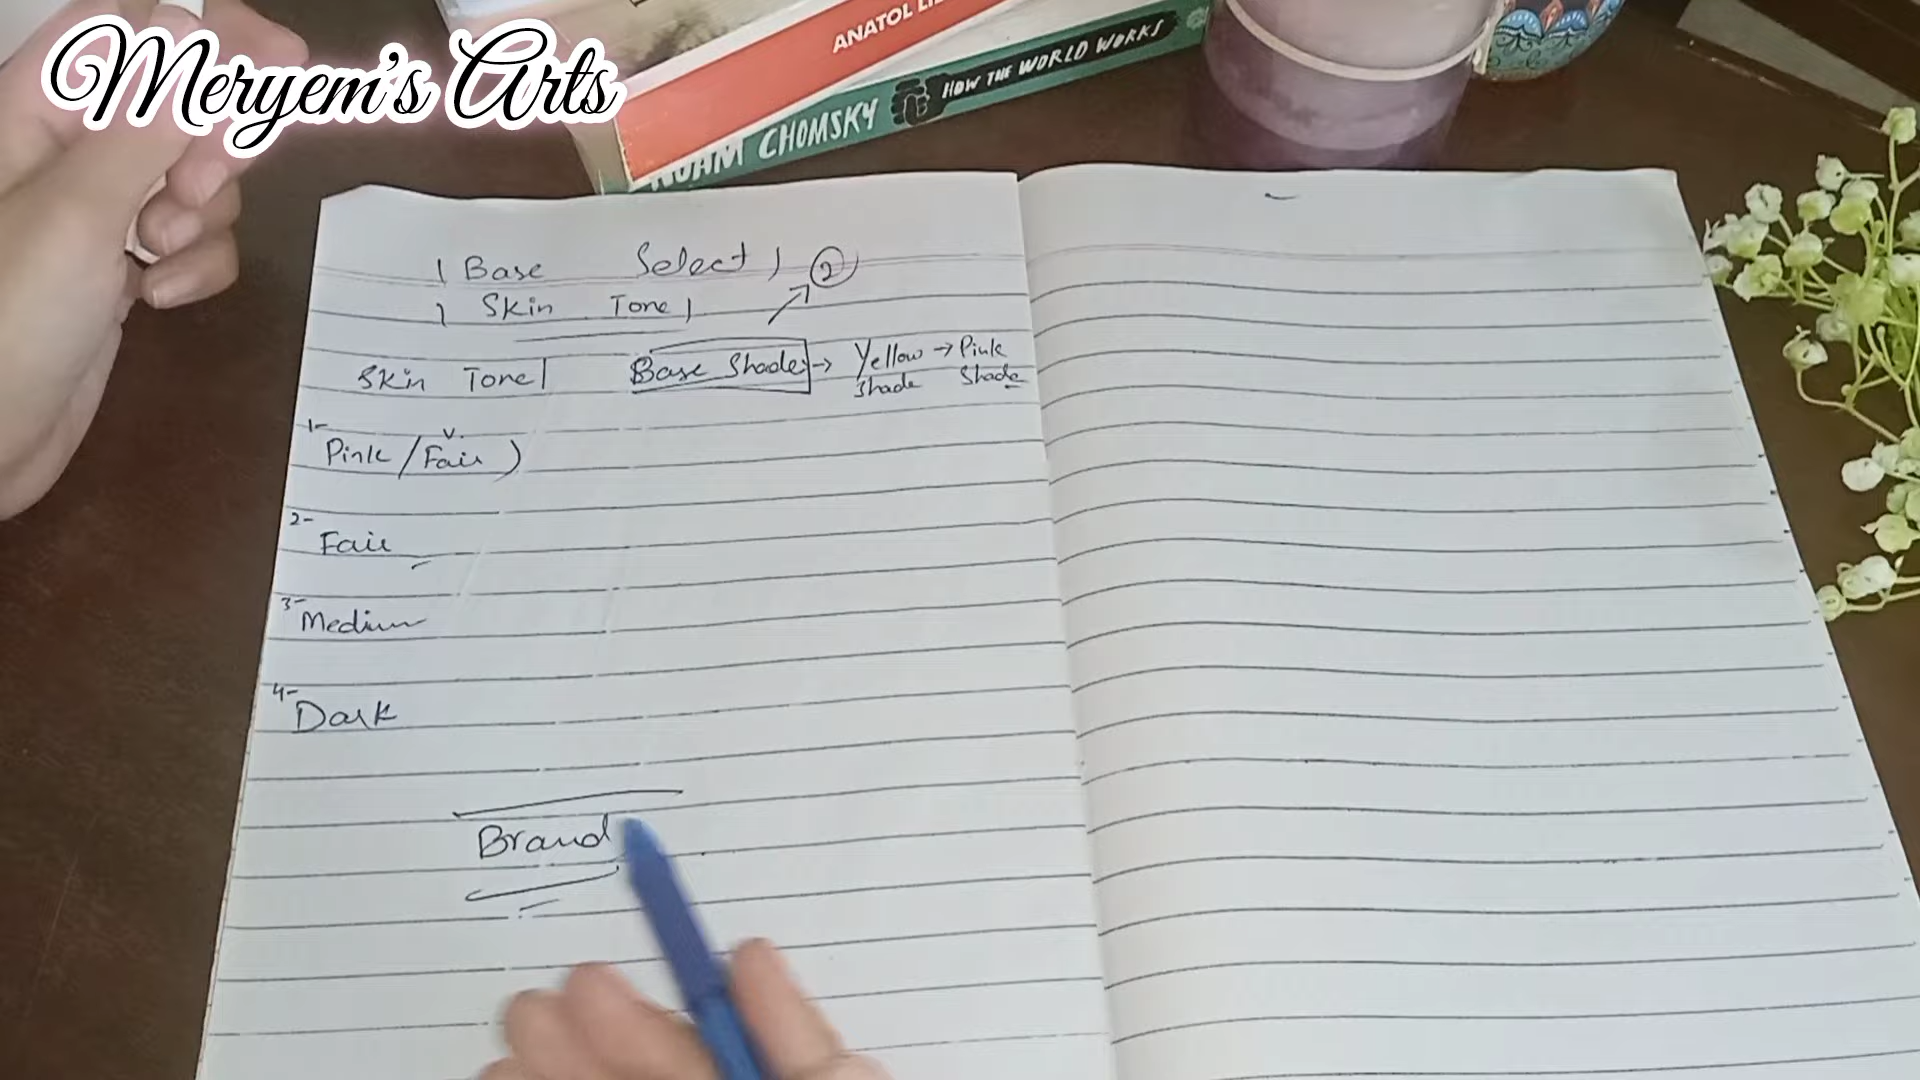 Meryem's Arts
ANATOL
NOAM CHOMSKY HOW THE WORLD WORKS
Base Select 2
Skin Tone
Skin Tone Base Shade → Yellow Shade → Pink Shade
1- Pink / V. Fair
2- Fair
3- Medium
4- Dark
Brand